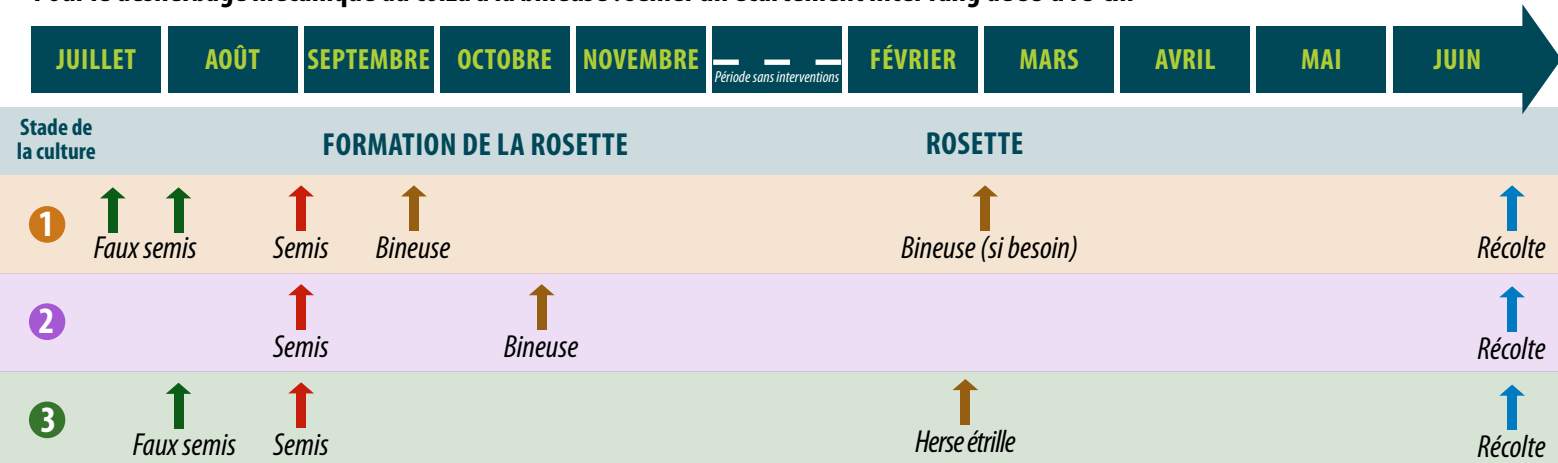 JUILLET AOÛT SEPTEMBRE OCTOBRE NOVEMBRE Période sans interventions FÉVRIER MARS AVRIL MAI JUIN
Stade de
la culture
FORMATION DE LA ROSETTE ROSETTE
1
Faux semis Semis Bineuse Bineuse (si besoin) Récolte
2
Semis Bineuse Récolte
3
Faux semis Semis Herse étrille Récolte